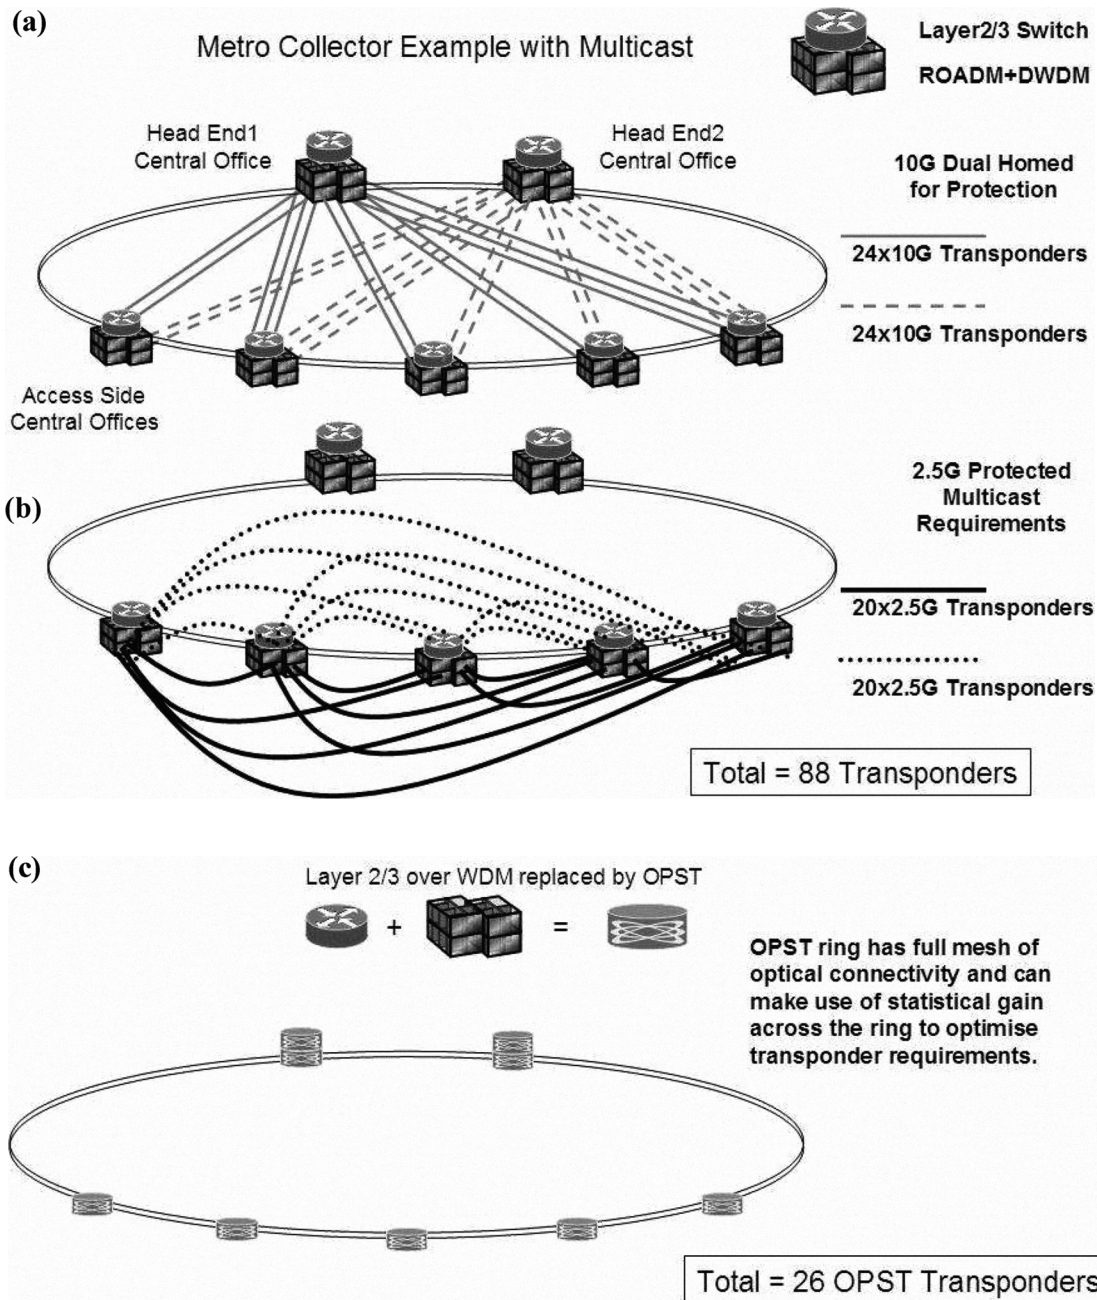 (a)
Metro Collector Example with Multicast
Layer2/3 Switch
ROADM+DWDM
Head End1
Central Office
Head End2
Central Office
10G Dual Homed
for Protection
24x10G Transponders
24x10G Transponders
Access Side
Central Offices
(b)
2.5G Protected
Multicast
Requirements
20x2.5G Transponders
20x2.5G Transponders
Total = 88 Transponders
(c)
Layer 2/3 over WDM replaced by OPST
+
=
OPST ring has full mesh of
optical connectivity and can
make use of statistical gain
across the ring to optimise
transponder requirements.
Total = 26 OPST Transponders